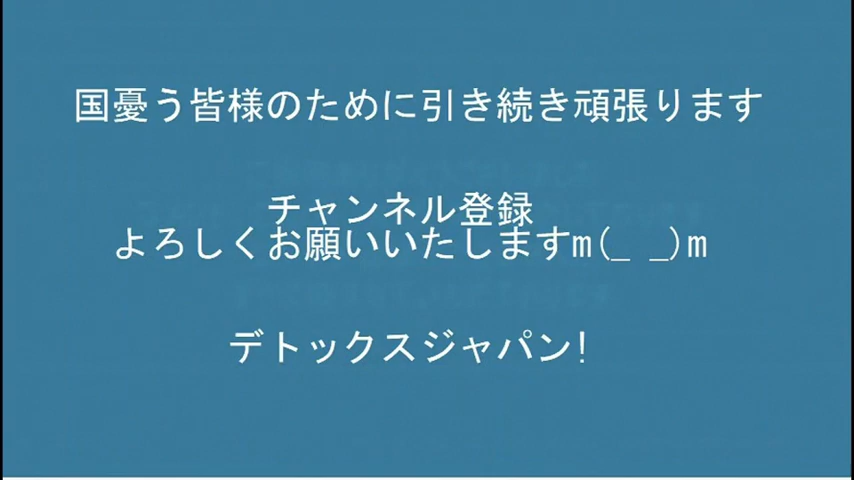 国憂う皆様のために引き続き頑張ります
チャンネル登録
よろしくお願いいたしますm(_ _)m
デトックスジャパン!